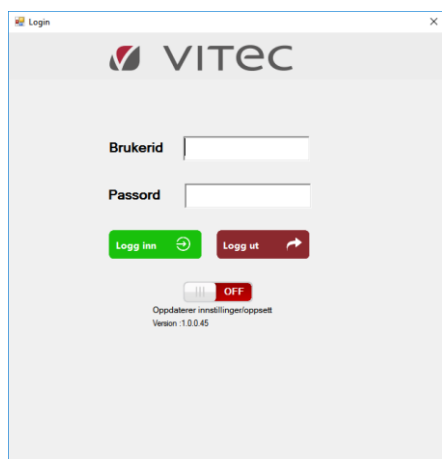 Login
VITEC
Brukerid
Passord
Logg inn
Logg ut
OFF
Oppdaterer innstillinger/oppsett
Version :1.0.0.45